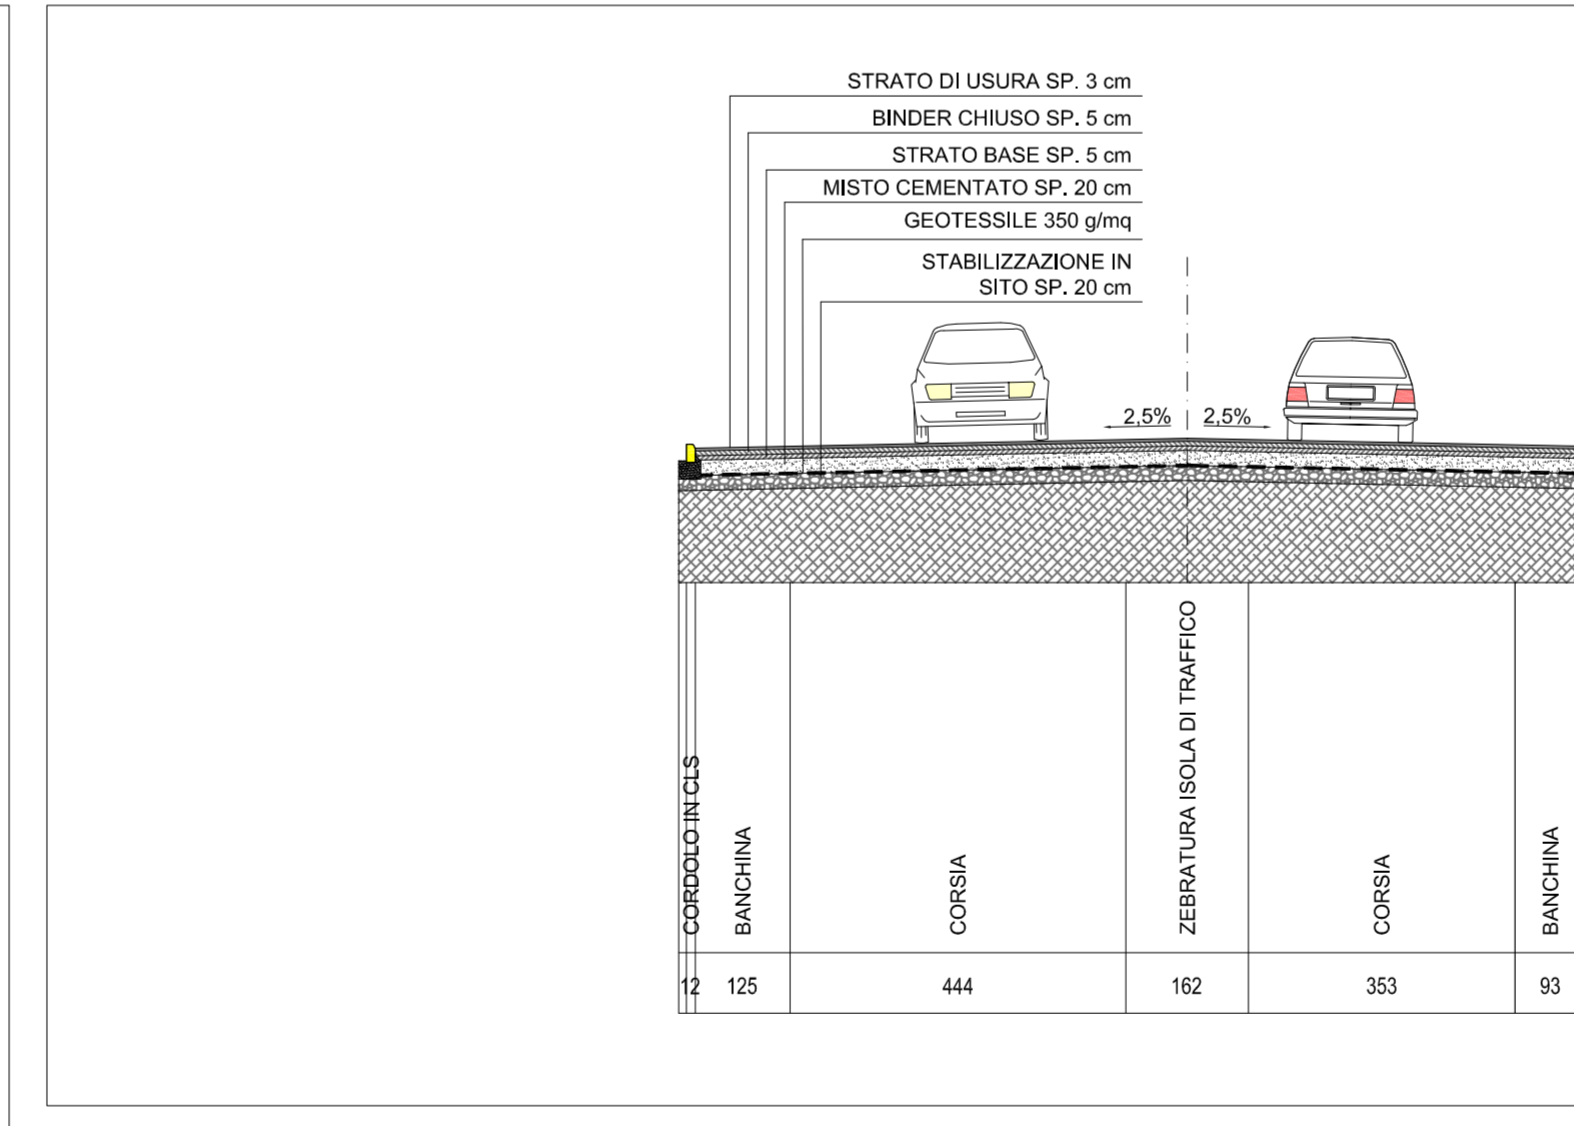 STRATO DI USURA SP. 3 cm
BINDER CHIUSO SP. 5 cm
STRATO BASE SP. 5 cm
MISTO CEMENTATO SP. 20 cm
GEOTESSILE 350 g/mq
STABILIZZAZIONE IN
SITO SP. 20 cm
2,5%
2,5%
CORDOLO IN CLS
BANCHINA
CORSIA
ZEBRATURA ISOLA DI TRAFFICO
CORSIA
BANCHINA
12
125
444
162
353
93